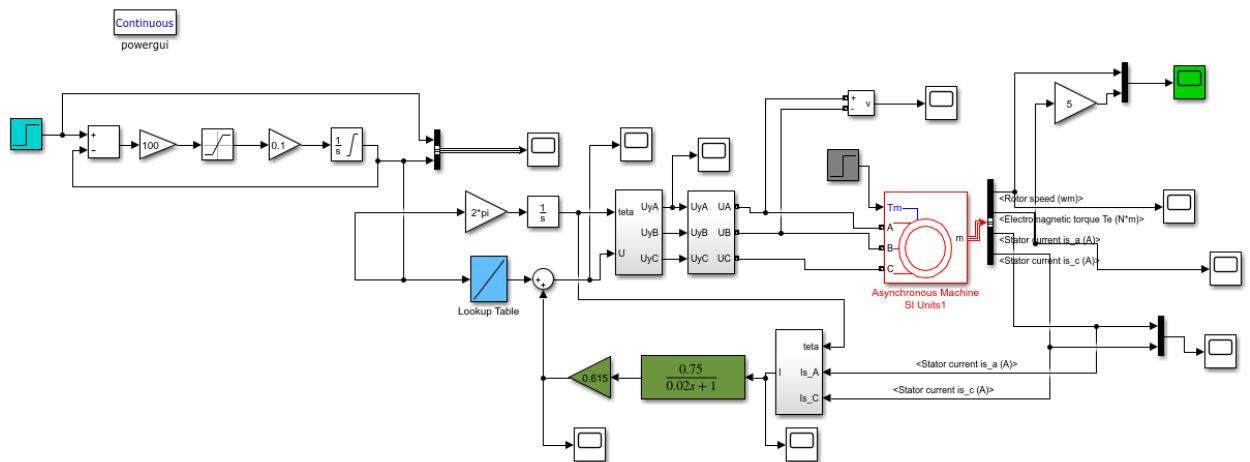 Continuous
powergui
+
−
100
0.1
1
s
2*pi
1
s
Lookup Table
+
+
teta
U
UyA
UyB
UyC
UyA
UyB
UyC
UA
UB
UC
+
-
v
Tm
A
B
C
m
Asynchronous Machine
SI Units1
5
<Rotor speed (wm)>
<Electromagnetic torque Te (N*m)>
<Stator current is_a (A)>
<Stator current is_c (A)>
0.615
0.75
0.02s + 1
teta
I
Is_A
Is_C
<Stator current is_a (A)>
<Stator current is_c (A)>